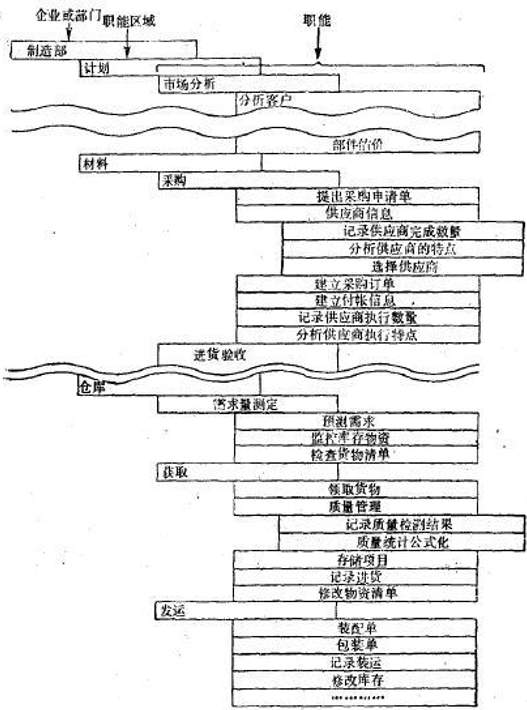 企业或部门
职能区域
职能
制造部
计划
市场分析
分析客户
部件估价
材料
采购
提出采购申请单
供应商信息
记录供应商完成数量
分析供应商的特点
选择供应商
建立采购订单
建立付帐信息
记录供应商执行数量
分析供应商执行特点
进货验收
仓库
需求量测定
预测需求
监控库存物资
检查货物清单
获取
领取货物
质量管理
记录质量检测结果
质量统计公式化
存储项目
记录进货
修改物资清单
发运
装配单
包装单
记录装运
修改库存
…………